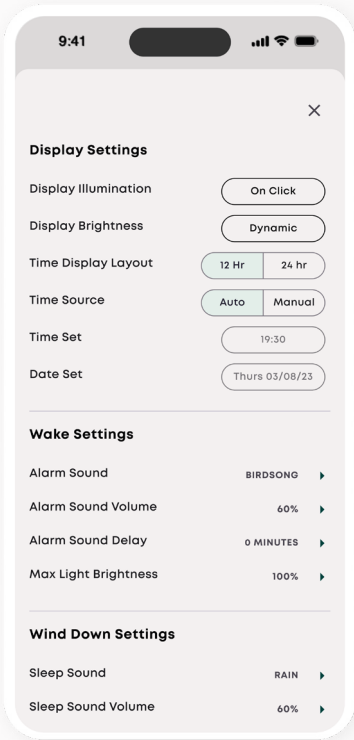 9:41
Display Settings
Display Illumination On Click
Display Brightness Dynamic
Time Display Layout 12 Hr 24 hr
Time Source Auto Manual
Time Set 19:30
Date Set Thurs 03/08/23
Wake Settings
Alarm Sound BIRDSONG
Alarm Sound Volume 60%
Alarm Sound Delay 0 MINUTES
Max Light Brightness 100%
Wind Down Settings
Sleep Sound RAIN
Sleep Sound Volume 60%